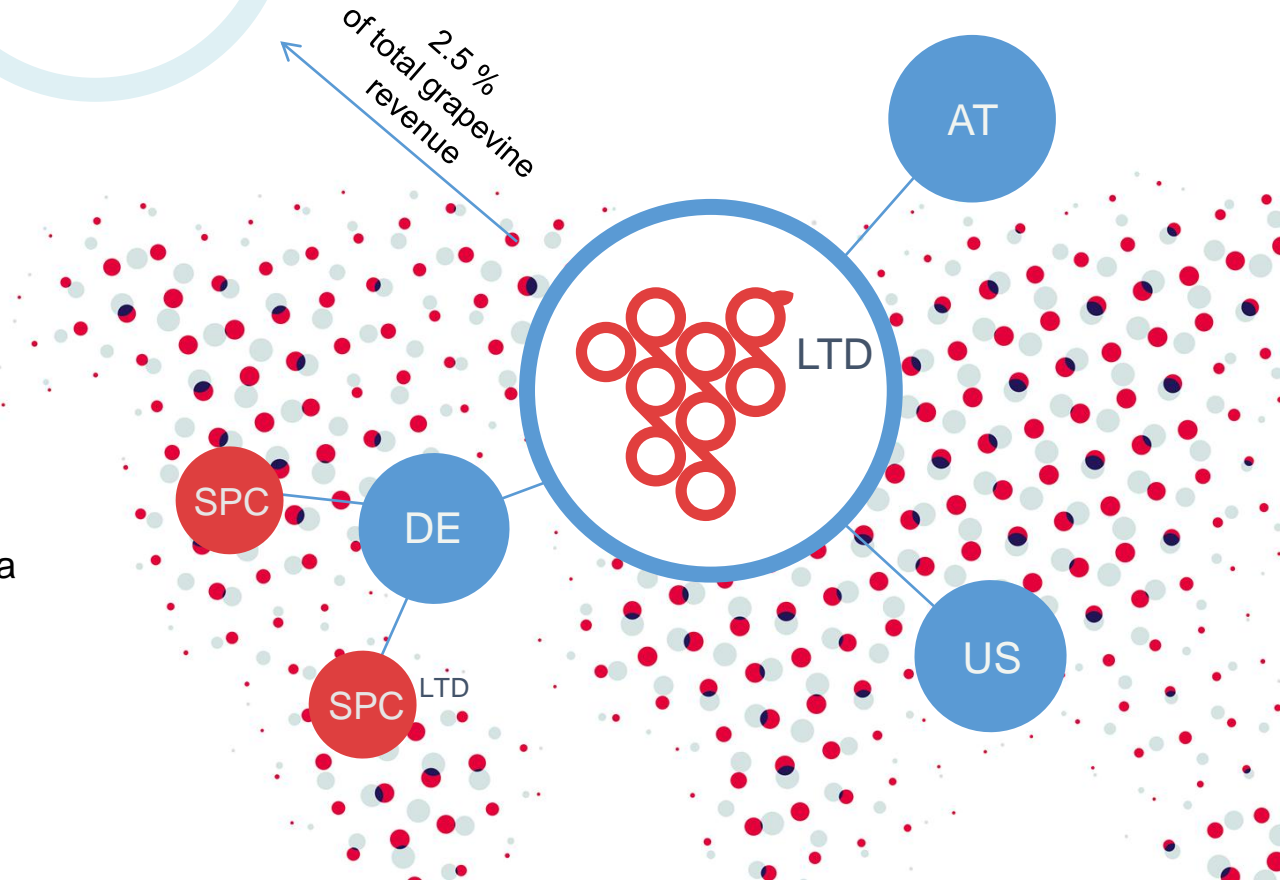 2.5 %
of total grapevine
revenue
AT
LTD
SPC
DE
a
US
SPC
LTD